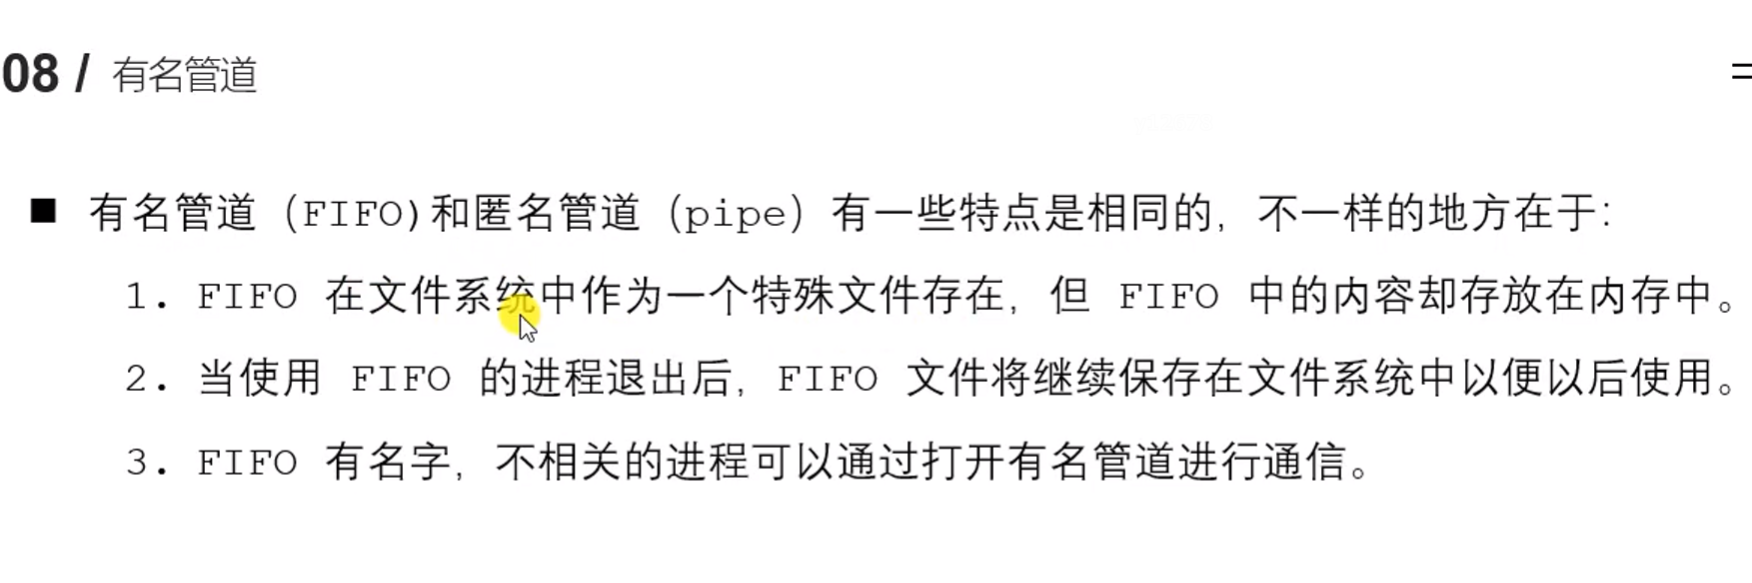 08 / 有名管道
■ 有名管道（FIFO)和匿名管道（pipe）有一些特点是相同的，不一样的地方在于：
1. FIFO 在文件系统中作为一个特殊文件存在，但 FIFO 中的内容却存放在内存中。
2. 当使用 FIFO 的进程退出后，FIFO 文件将继续保存在文件系统中以便以后使用。
3. FIFO 有名字，不相关的进程可以通过打开有名管道进行通信。